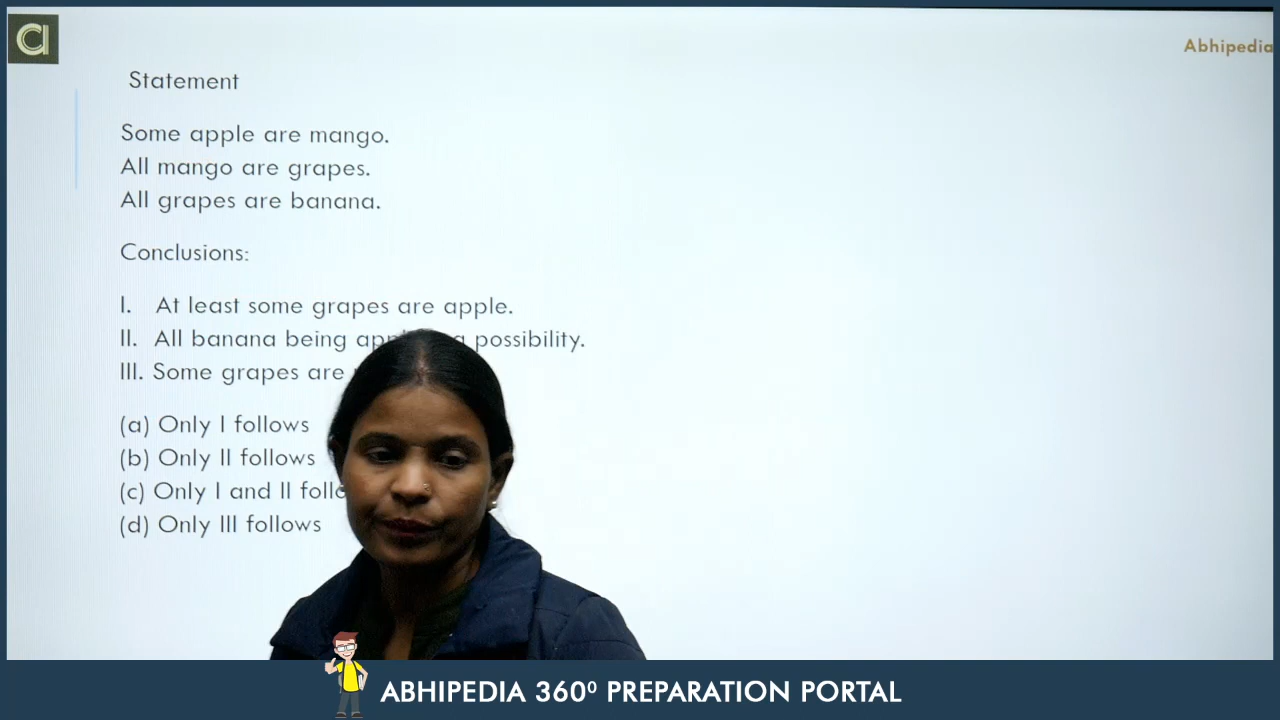 Abhipedia
Statement
Some apple are mango.
All mango are grapes.
All grapes are banana.
Conclusions:
I. At least some grapes are apple.
II. All banana being possibility.
III. Some grapes are
(a) Only I follows
(b) Only II follows
(c) Only I and II
(d) Only III follows
ABHIPEDIA 360⁰ PREPARATION PORTAL